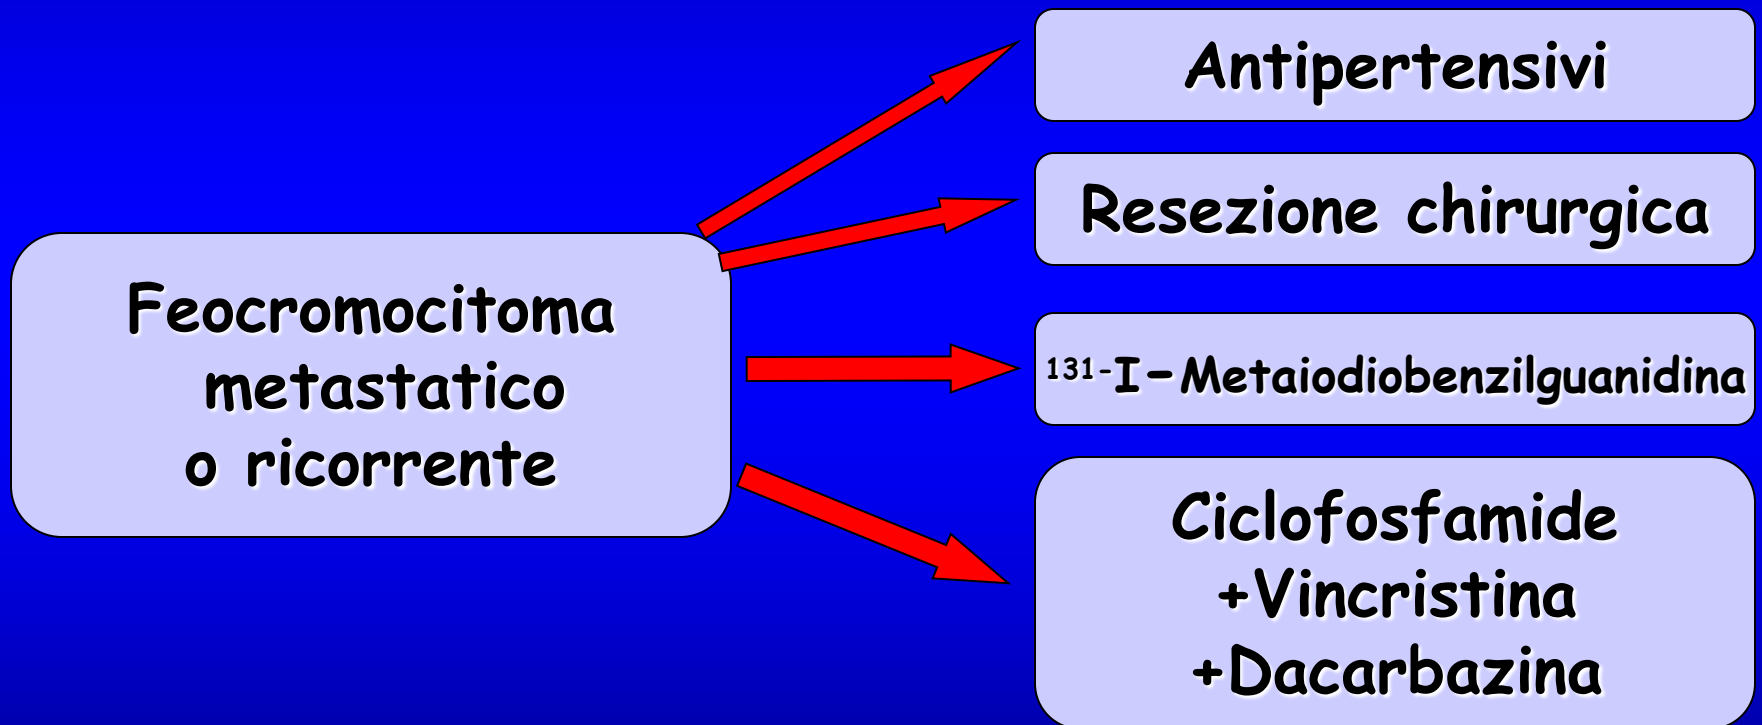 Antipertensivi
Resezione chirurgica
Feocromocitoma
metastatico
o ricorrente
131-I-Metaiodiobenzilguanidina
Ciclofosfamide
+Vincristina
+Dacarbazina